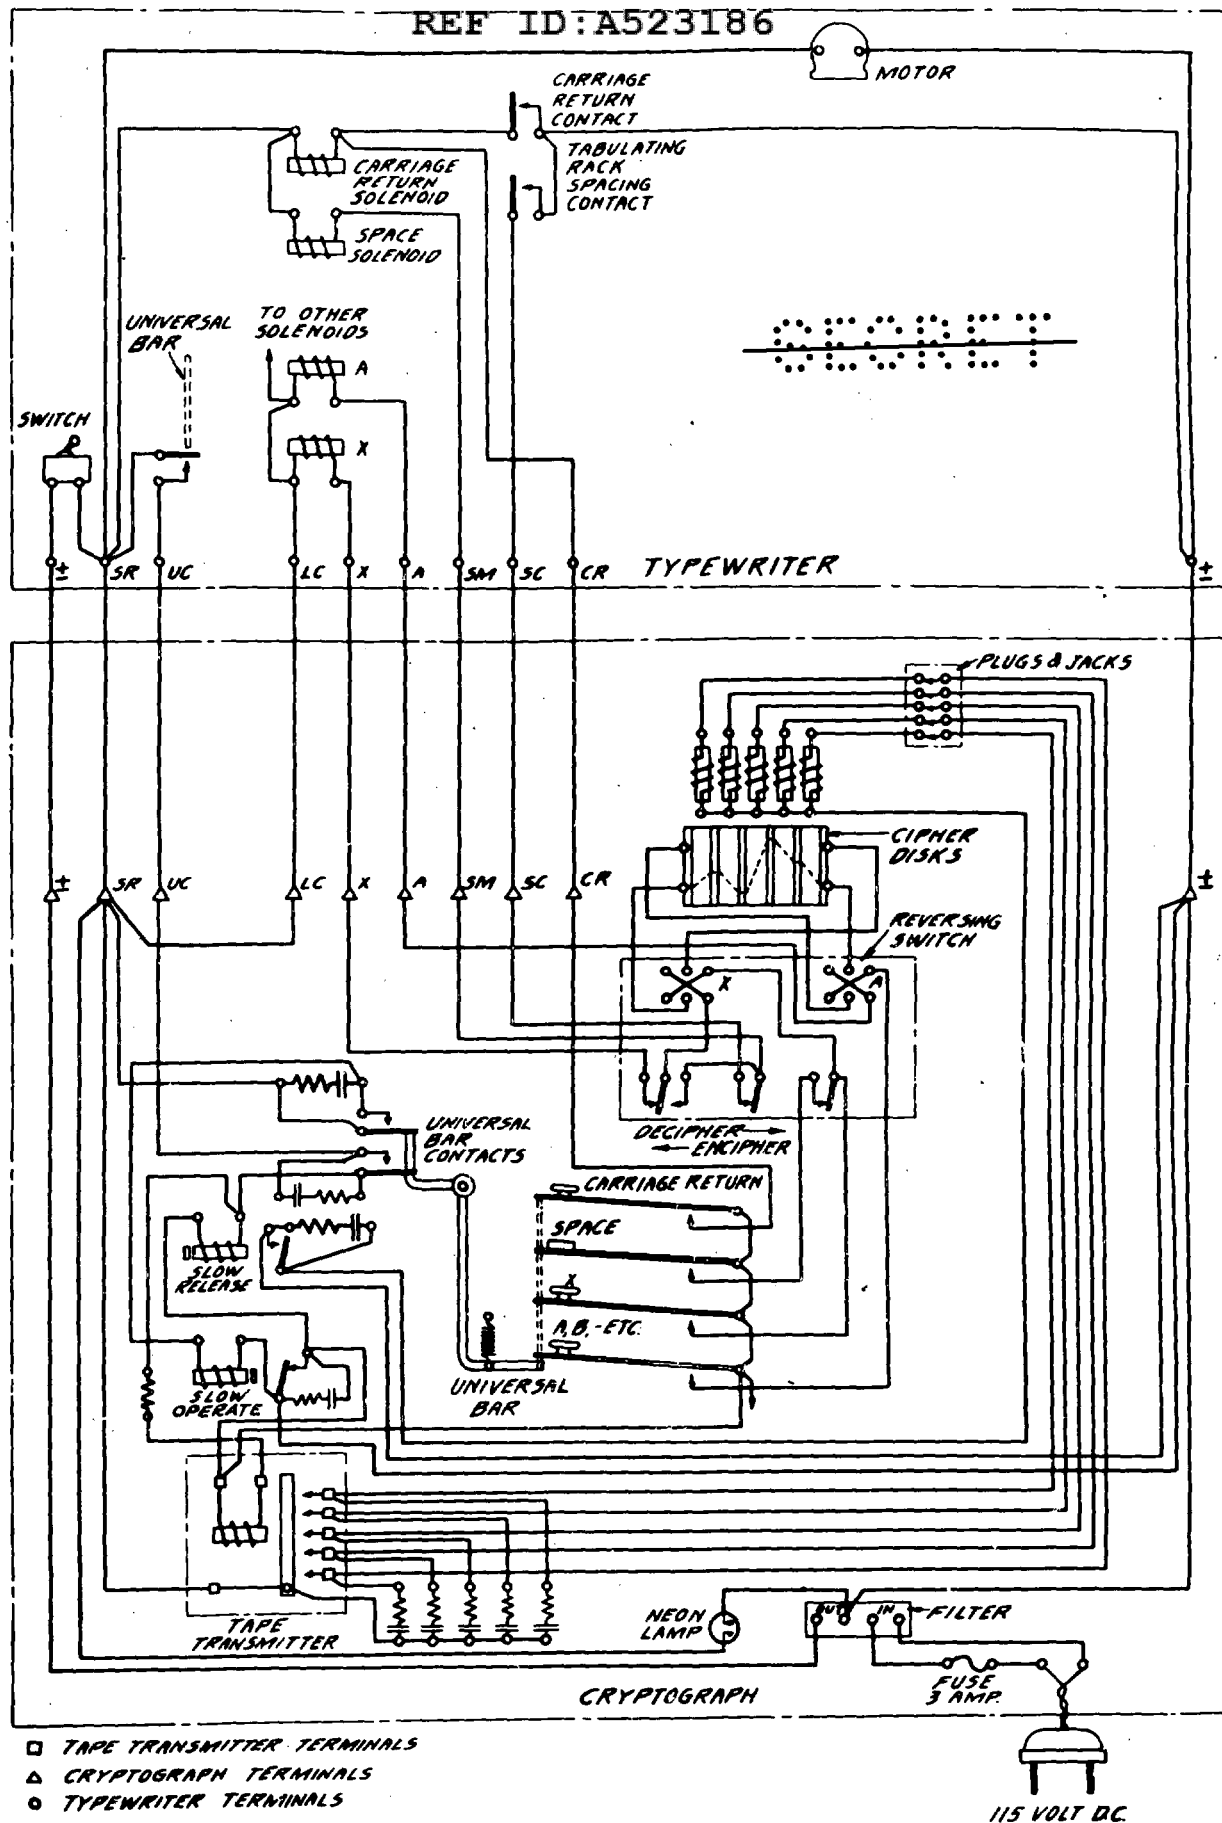 REF ID:A523186
MOTOR
CARRIAGE
RETURN
CONTACT
TABULATING
RACK
SPACING
CONTACT
CARRIAGE
RETURN
SOLENOID
SPACE
SOLENOID
TO OTHER
SOLENOIDS
UNIVERSAL
BAR
SECRET
A
SWITCH
X
± SR UC LC X A SM SC CR TYPEWRITER ±
PLUGS & JACKS
CIPHER
DISKS
± SR UC LC X A SM SC CR ±
REVERSING
SWITCH
X A
UNIVERSAL
BAR
CONTACTS
DECIPHER
ENCIPHER
CARRIAGE RETURN
SPACE
X
A, B, - ETC.
SLOW
RELEASE
SLOW
OPERATE
UNIVERSAL
BAR
TAPE
TRANSMITTER
NEON
LAMP
OUT IN
FILTER
FUSE
3 AMP.
CRYPTOGRAPH
TAPE TRANSMITTER TERMINALS
CRYPTOGRAPH TERMINALS
TYPEWRITER TERMINALS
115 VOLT D.C.